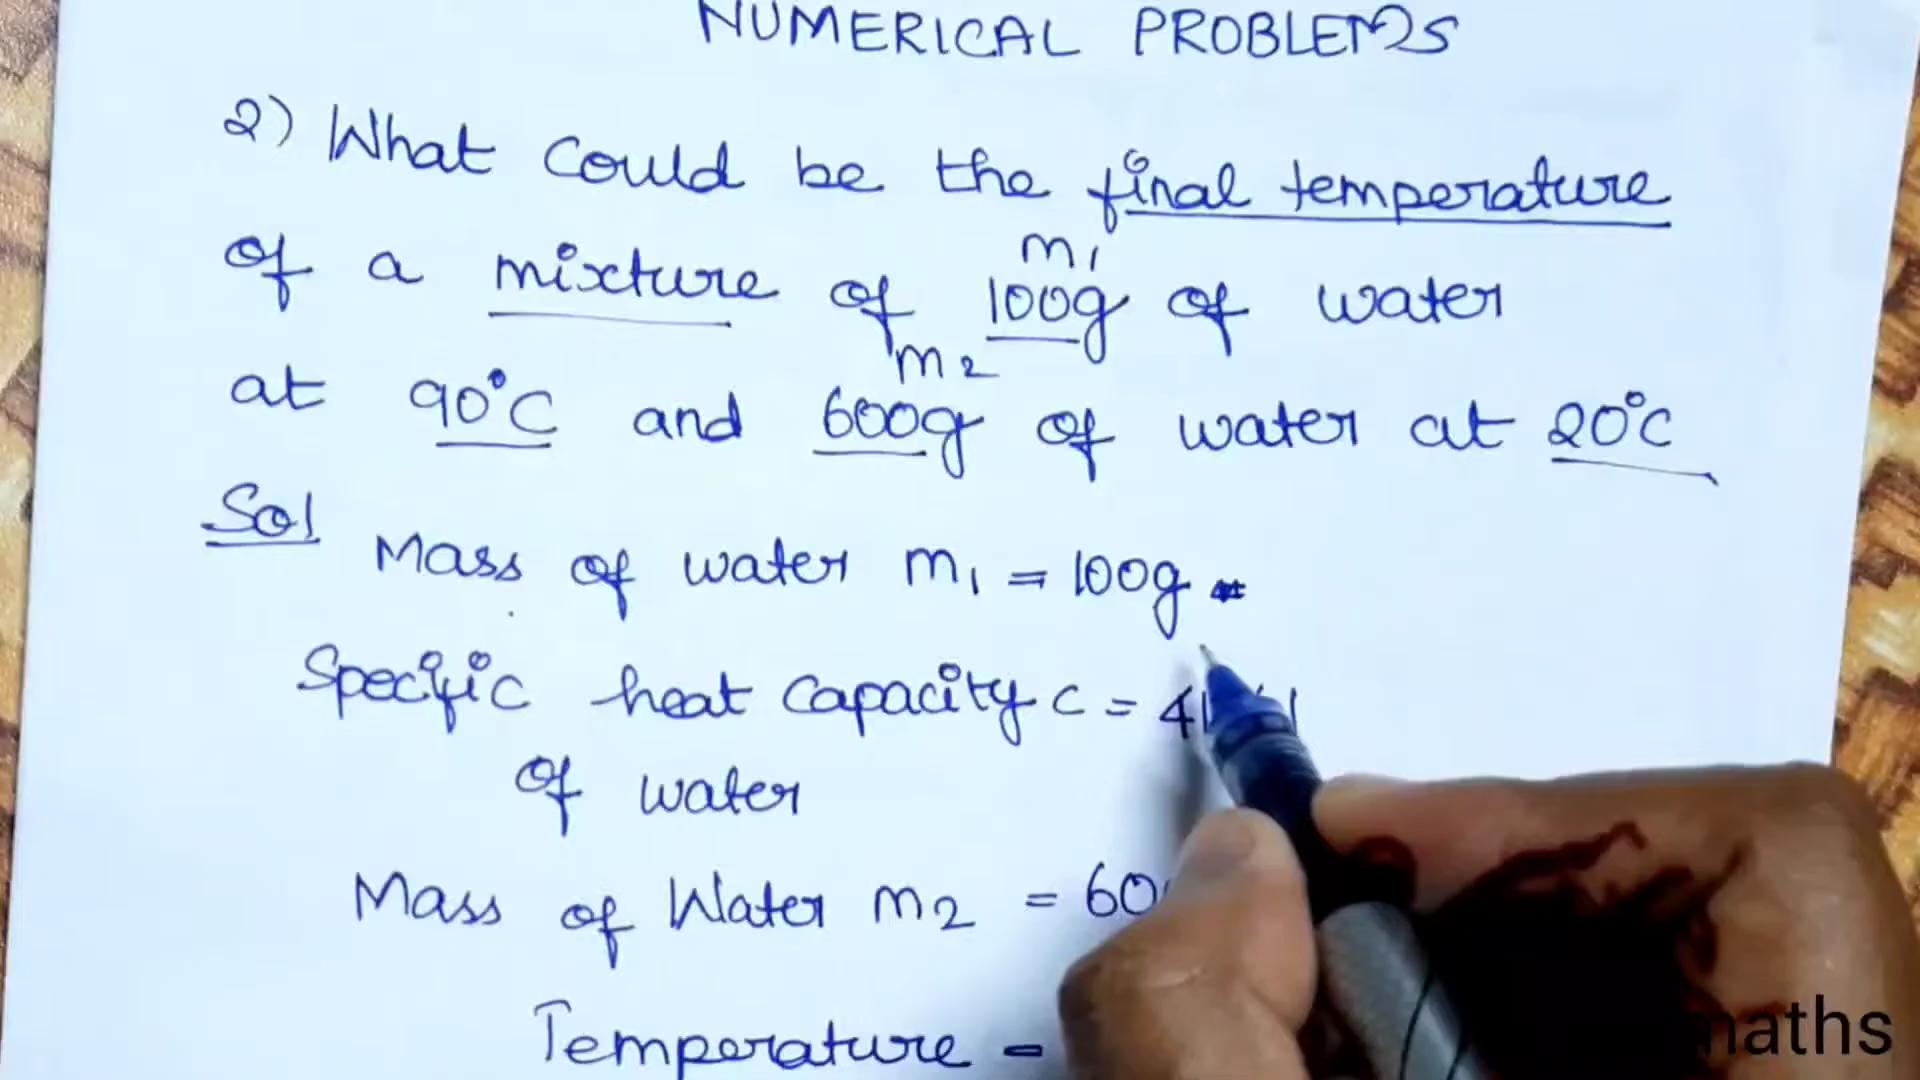 NUMERICAL PROBLEMS
2) What could be the final temperature
of a mixture of 100g of water
m1
at 90°C and 600g of water at 20°C
m2
Sol
Mass of water m1 = 100g
Specific heat capacity c =
of water
Mass of Water m2 =
Temperature -
maths